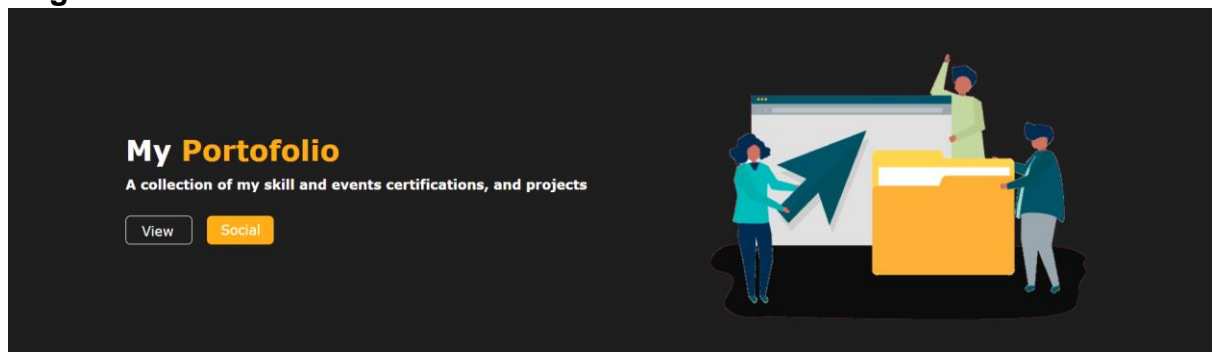 My Portofolio
A collection of my skill and events certifications, and projects
View Social